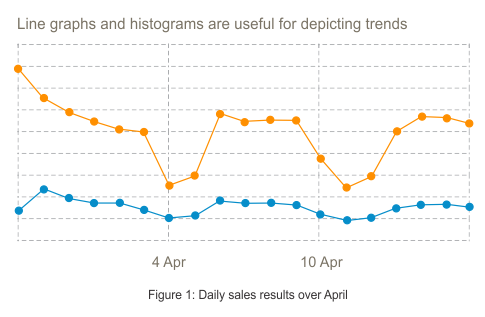 Line graphs and histograms are useful for depicting trends
4 Apr
10 Apr
Figure 1: Daily sales results over April